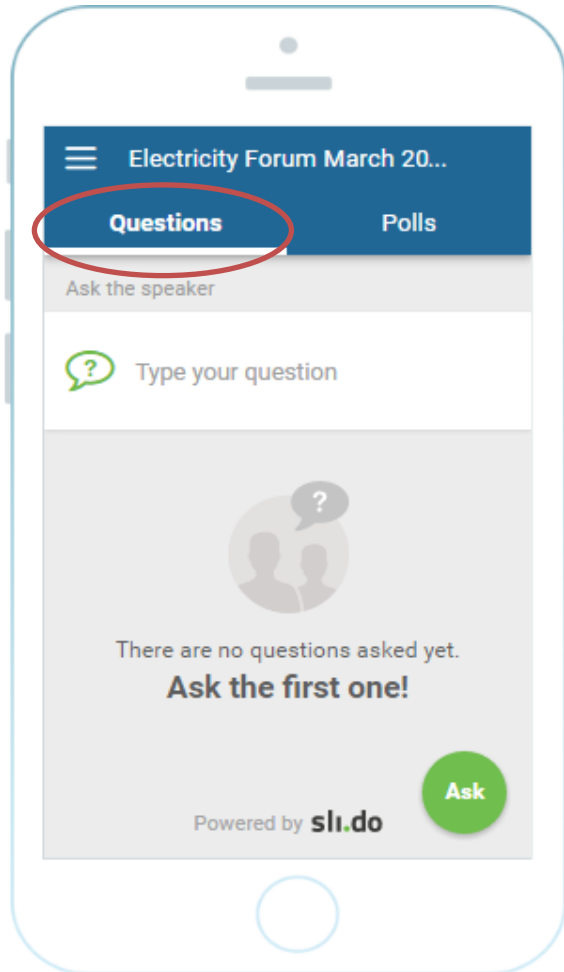 Electricity Forum March 20...
Questions Polls
Ask the speaker
? Type your question
?
There are no questions asked yet.
Ask the first one!
Ask
Powered by slı.do